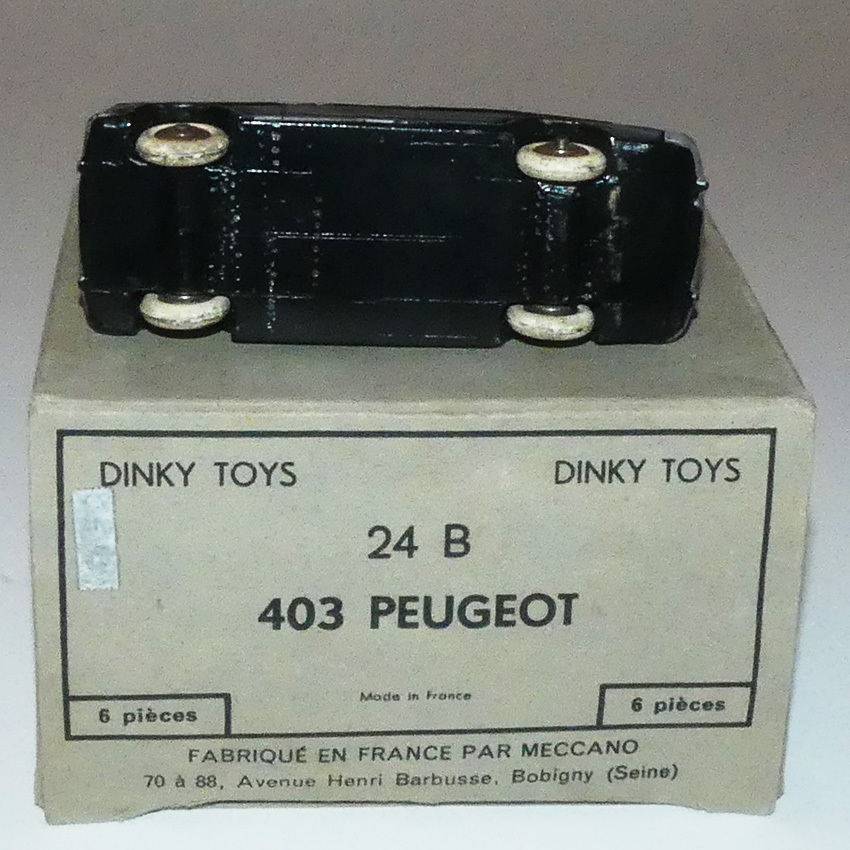 DINKY TOYS DINKY TOYS
24 B
403 PEUGEOT
Made in France
6 pièces 6 pièces
FABRIQUÉ EN FRANCE PAR MECCANO
70 à 88, Avenue Henri Barbusse, Bobigny (Seine)